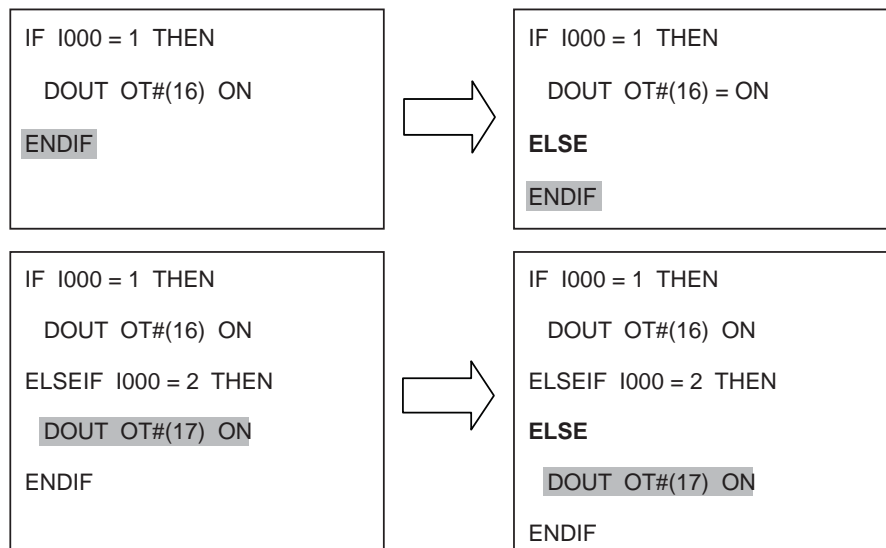 IF I000 = 1 THEN
DOUT OT#(16) ON
ENDIF
IF I000 = 1 THEN
DOUT OT#(16) = ON
ELSE
ENDIF
IF I000 = 1 THEN
DOUT OT#(16) ON
ELSEIF I000 = 2 THEN
DOUT OT#(17) ON
ENDIF
IF I000 = 1 THEN
DOUT OT#(16) ON
ELSEIF I000 = 2 THEN
ELSE
DOUT OT#(17) ON
ENDIF